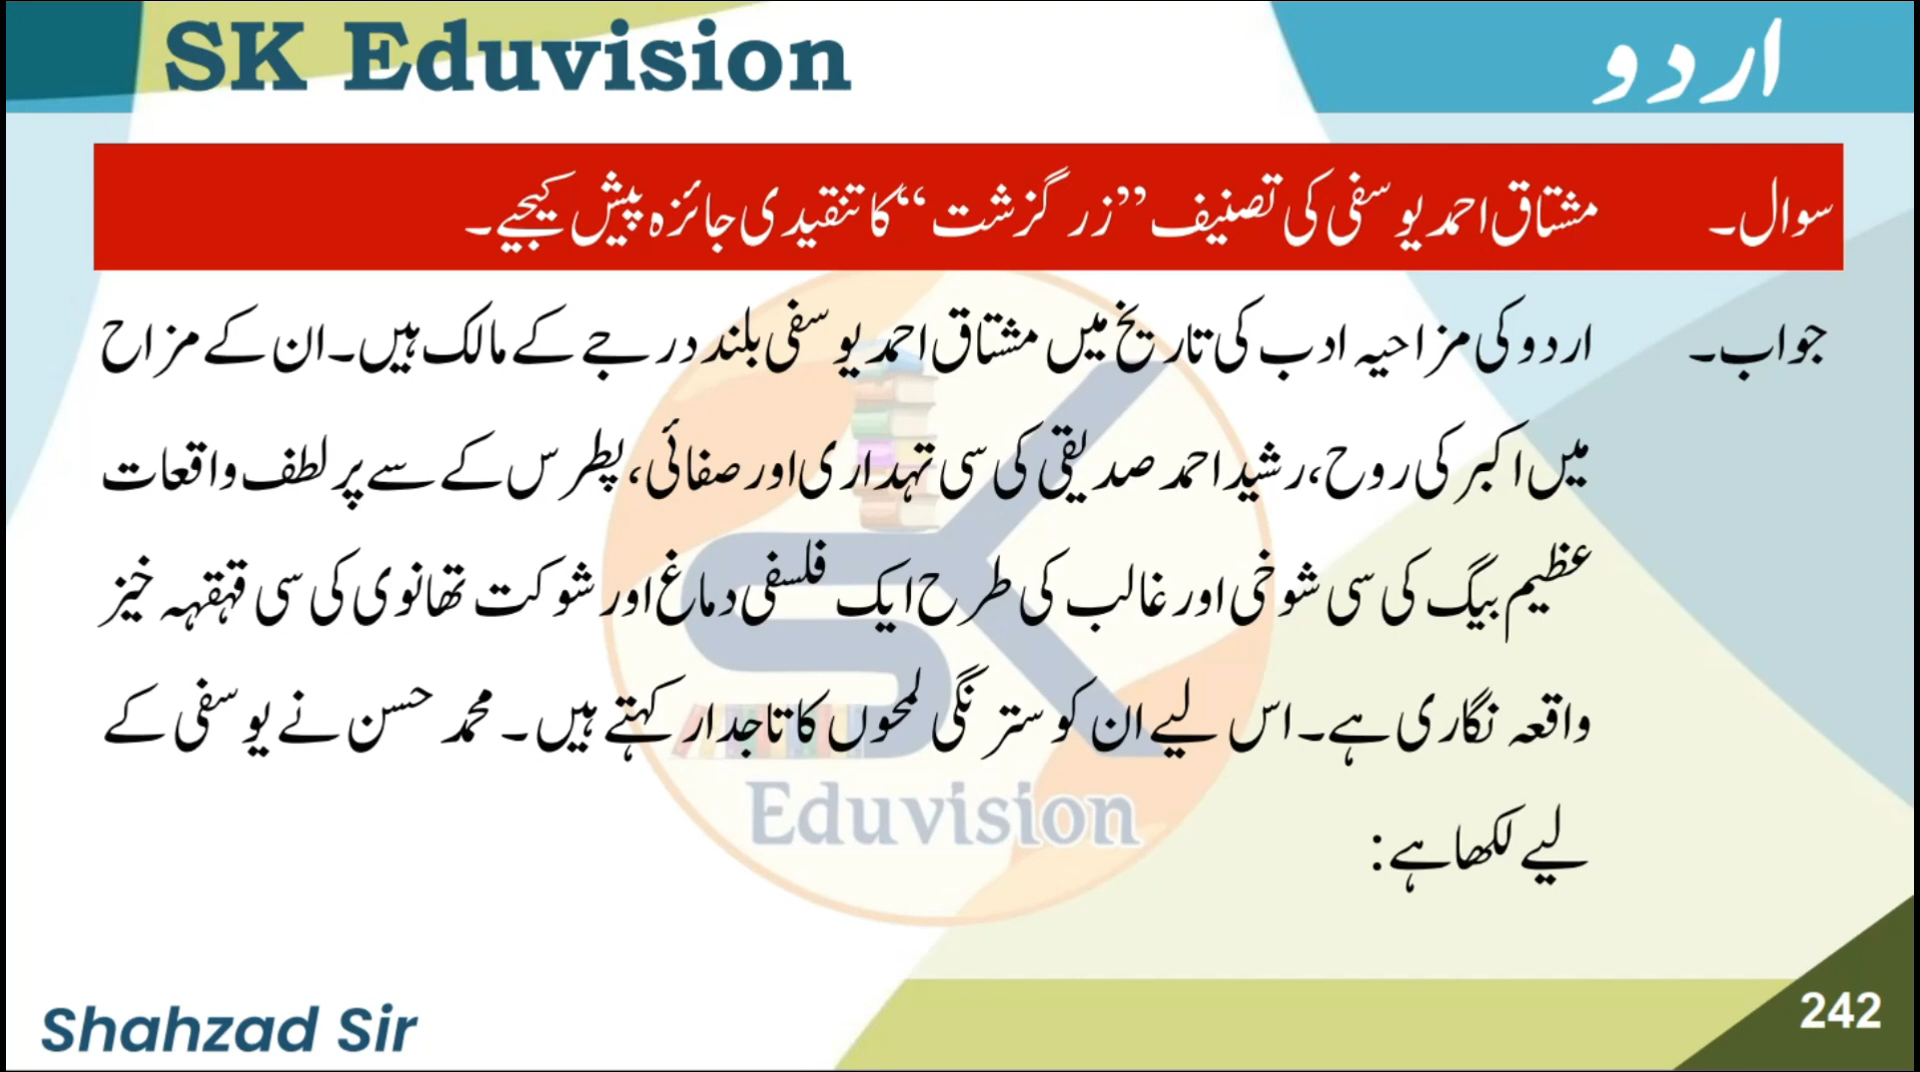 SK Eduvision
اردو
سوال۔ مشتاق احمد یوسفی کی تصنیف ”زر گزشت“ کا تنقیدی جائزہ پیش کیجیے۔
جواب۔ اردو کی مزاحیہ ادب کی تاریخ میں مشتاق احمد یوسفی بلند درجے کے مالک ہیں۔ ان کے مزاح
میں اکبر کی روح، رشید احمد صدیقی کی سی تہداری اور صفائی، پطرس کے سے پر لطف واقعات
عظیم بیگ کی سی شوخی اور غالب کی طرح ایک فلسفی دماغ اور شوکت تھانوی کی سی قہقہہ خیز
واقعہ نگاری ہے۔ اس لیے ان کو سترنگی لمحوں کا تاجدار کہتے ہیں۔ محمد حسن نے یوسفی کے
لیے لکھا ہے:
SK
Eduvision
Shahzad Sir
242